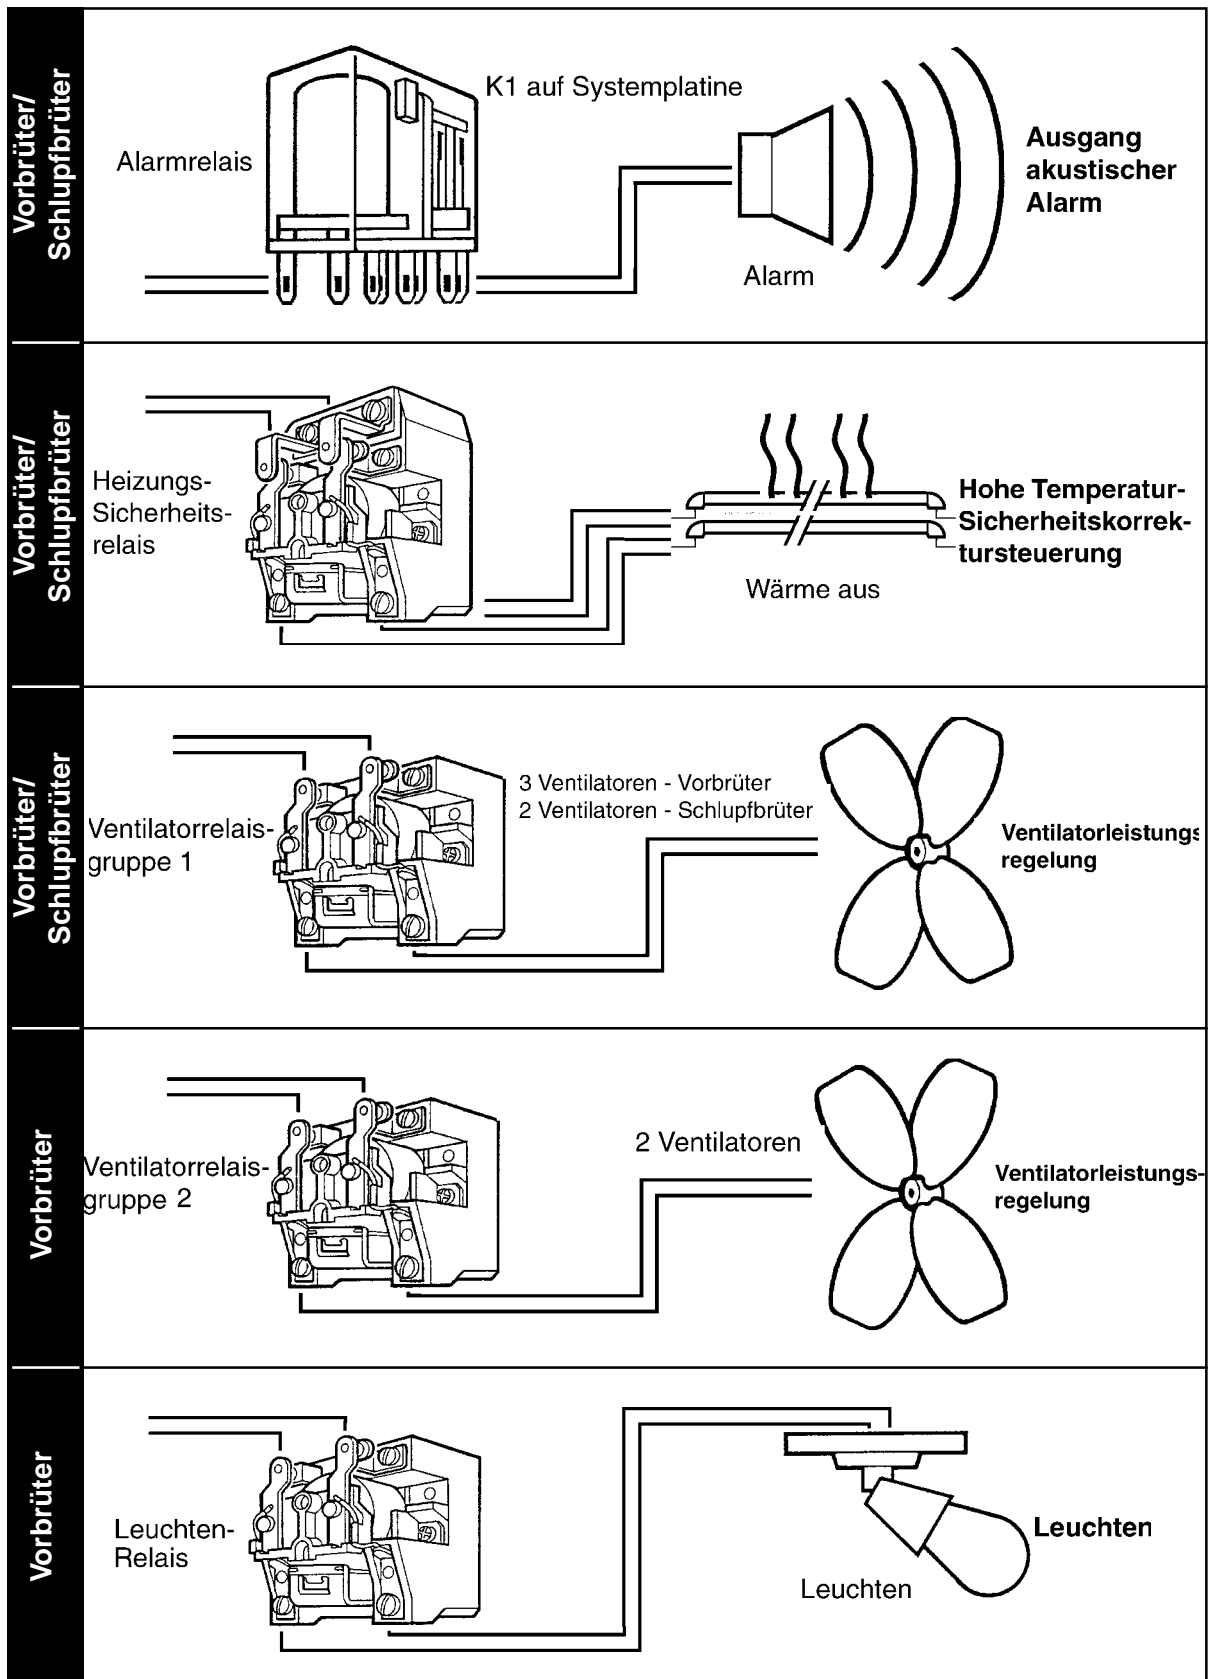 Vorbrüter/
Schlupfbrüter
Alarmrelais
K1 auf Systemplatine
Alarm
Ausgang
akustischer
Alarm
Vorbrüter/
Schlupfbrüter
Heizungs-
Sicherheits-
relais
Wärme aus
Hohe Temperatur-
Sicherheitskorrek-
tursteuerung
Vorbrüter/
Schlupfbrüter
Ventilatorrelais-
gruppe 1
3 Ventilatoren - Vorbrüter
2 Ventilatoren - Schlupfbrüter
Ventilatorleistungs
regelung
Vorbrüter
Ventilatorrelais-
gruppe 2
2 Ventilatoren
Ventilatorleistungs-
regelung
Vorbrüter
Leuchten-
Relais
Leuchten
Leuchten